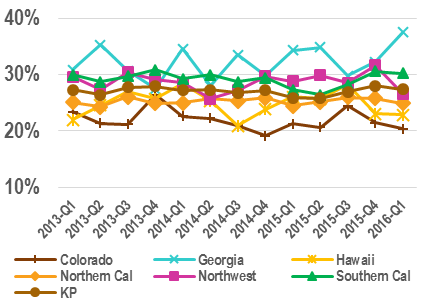 40%
30%
20%
10%
2013-Q1 2013-Q2 2013-Q3 2013-Q4 2014-Q1 2014-Q2 2014-Q3 2014-Q4 2015-Q1 2015-Q2 2015-Q3 2015-Q4 2016-Q1
Colorado Georgia Hawaii
Northern Cal Northwest Southern Cal
KP